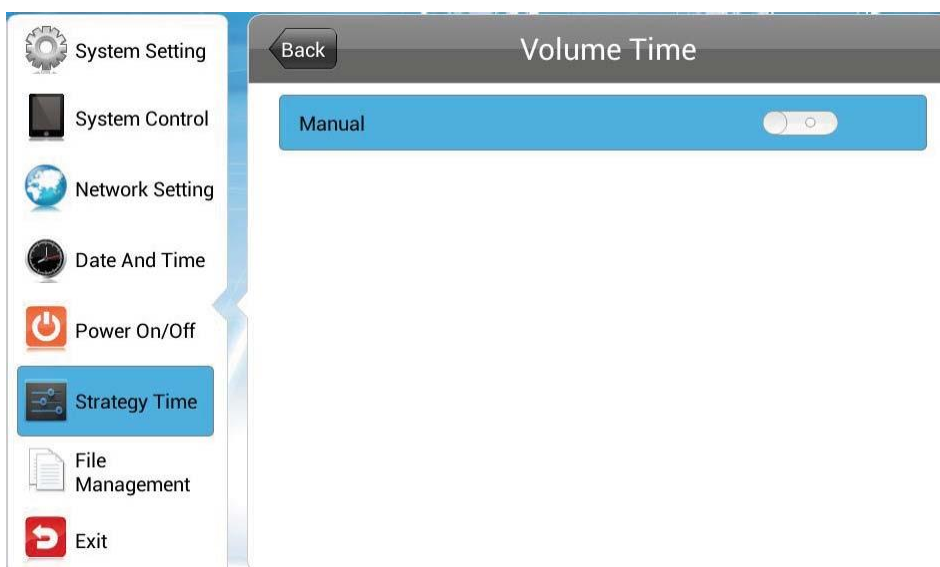 System Setting
System Control
Network Setting
Date And Time
Power On/Off
Strategy Time
File
Management
Exit
Back
Volume Time
Manual